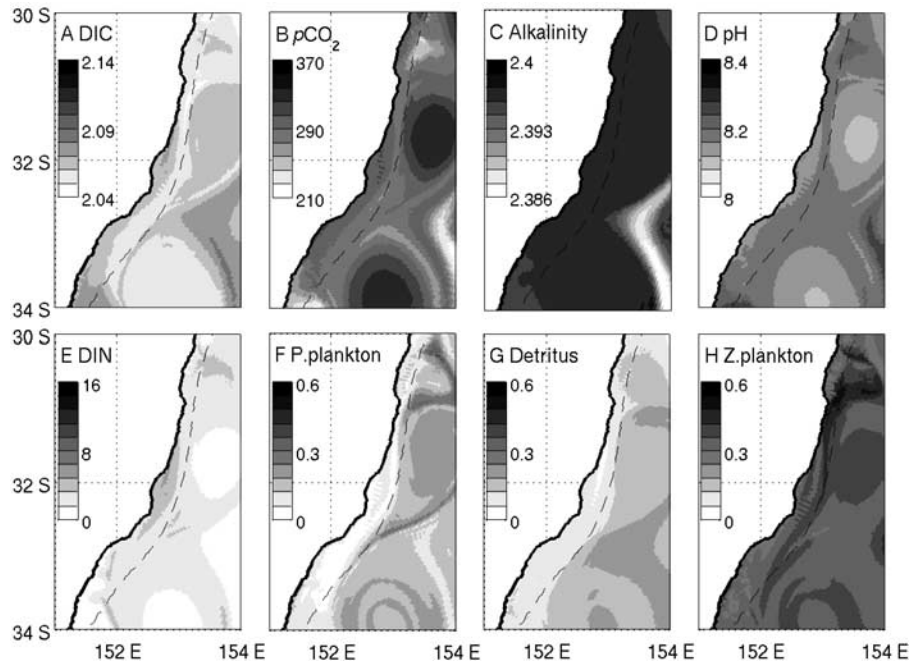 30 S
32 S
34 S
A DIC
2.14
2.09
2.04
B pCO2
370
290
210
C Alkalinity
2.4
2.393
2.386
D pH
8.4
8.2
8
30 S
32 S
34 S
E DIN
16
8
0
F P.plankton
0.6
0.3
0
G Detritus
0.6
0.3
0
H Z.plankton
0.6
0.3
0
152 E 154 E
152 E 154 E
152 E 154 E
152 E 154 E